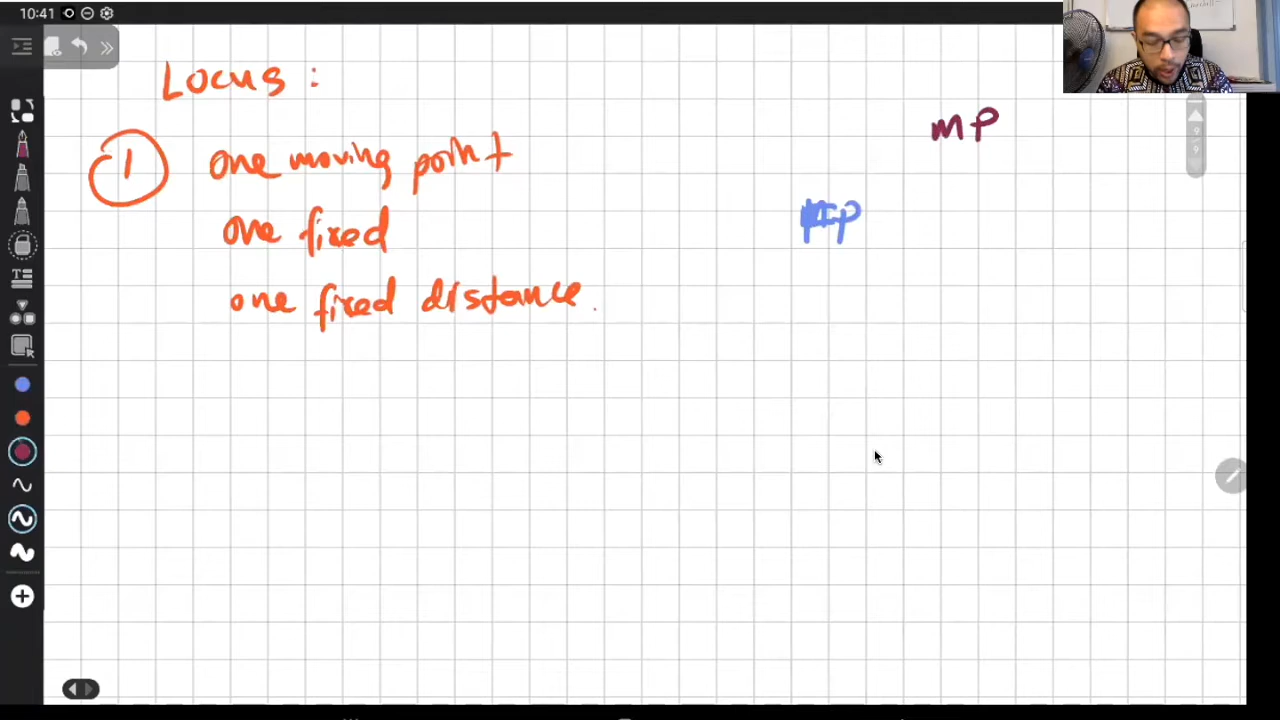 10:41
Locus :
1 one moving point
one fixed
one fixed distance.
MP